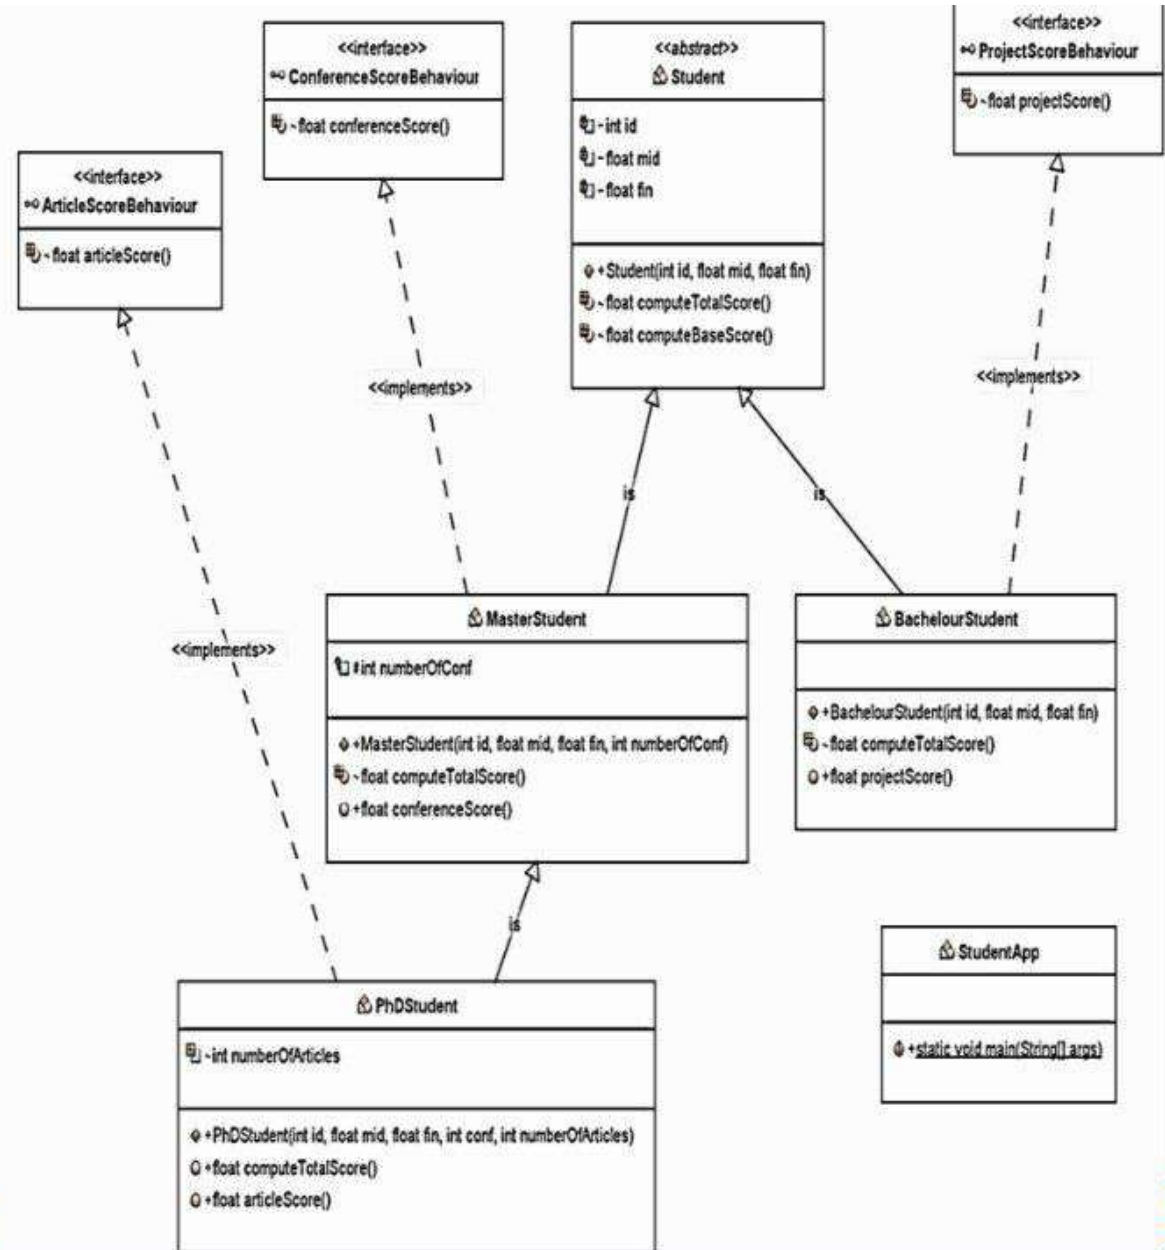 <<interface>>
ConferenceScoreBehaviour
~float conferenceScore()
<<abstract>>
Student
-int id
-float mid
-float fin
+Student(int id, float mid, float fin)
~float computeTotalScore()
~float computeBaseScore()
<<interface>>
ProjectScoreBehaviour
~float projectScore()
<<interface>>
ArticleScoreBehaviour
~float articleScore()
<<implements>>
<<implements>>
is
is
<<implements>>
MasterStudent
#int numberOfConf
+MasterStudent(int id, float mid, float fin, int numberOfConf)
~float computeTotalScore()
+float conferenceScore()
BachelourStudent
+BachelourStudent(int id, float mid, float fin)
~float computeTotalScore()
+float projectScore()
is
PhDStudent
~int numberOfArticles
+PhDStudent(int id, float mid, float fin, int conf, int numberOfArticles)
+float computeTotalScore()
+float articleScore()
StudentApp
+static void main(String[] args)